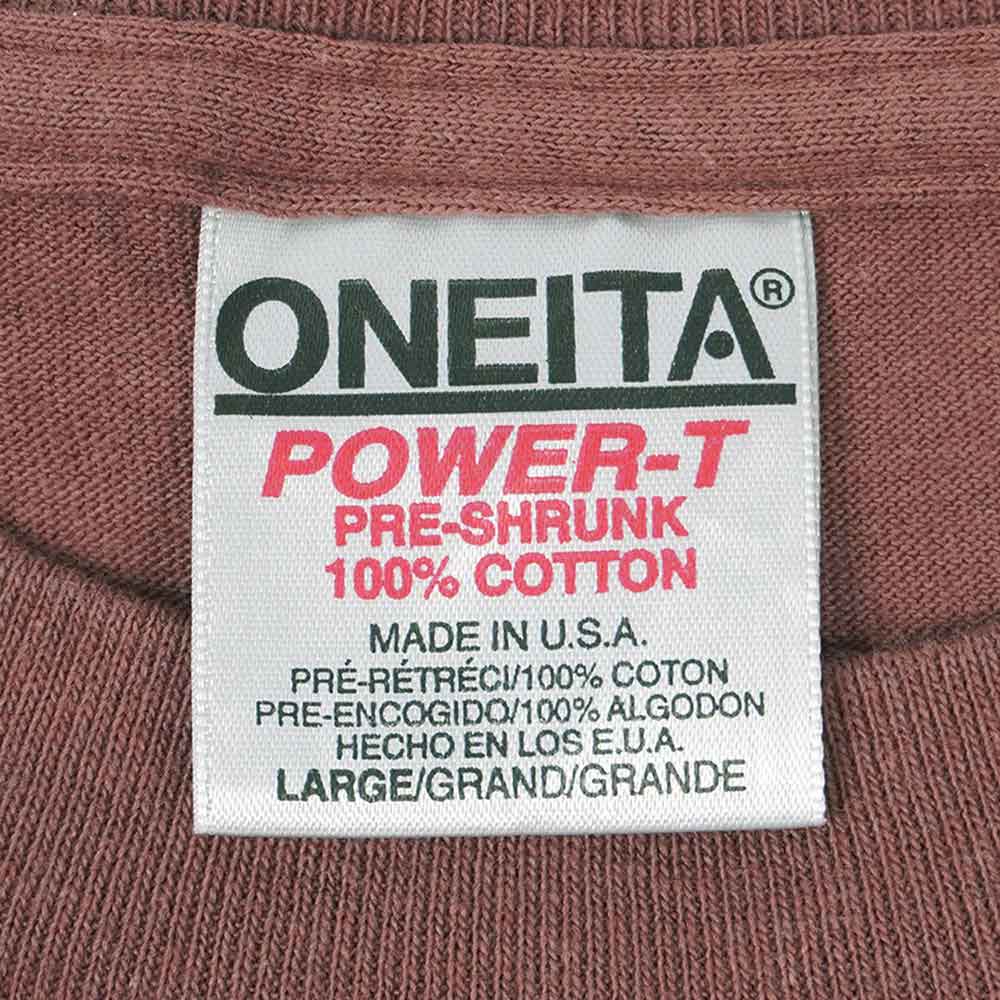 ONEITA®
POWER-T
PRE-SHRUNK
100% COTTON
MADE IN U.S.A.
PRÉ-RÉTRÉCI/100% COTON
PRE-ENCOGIDO/100% ALGODON
HECHO EN LOS E.U.A.
LARGE/GRAND/GRANDE